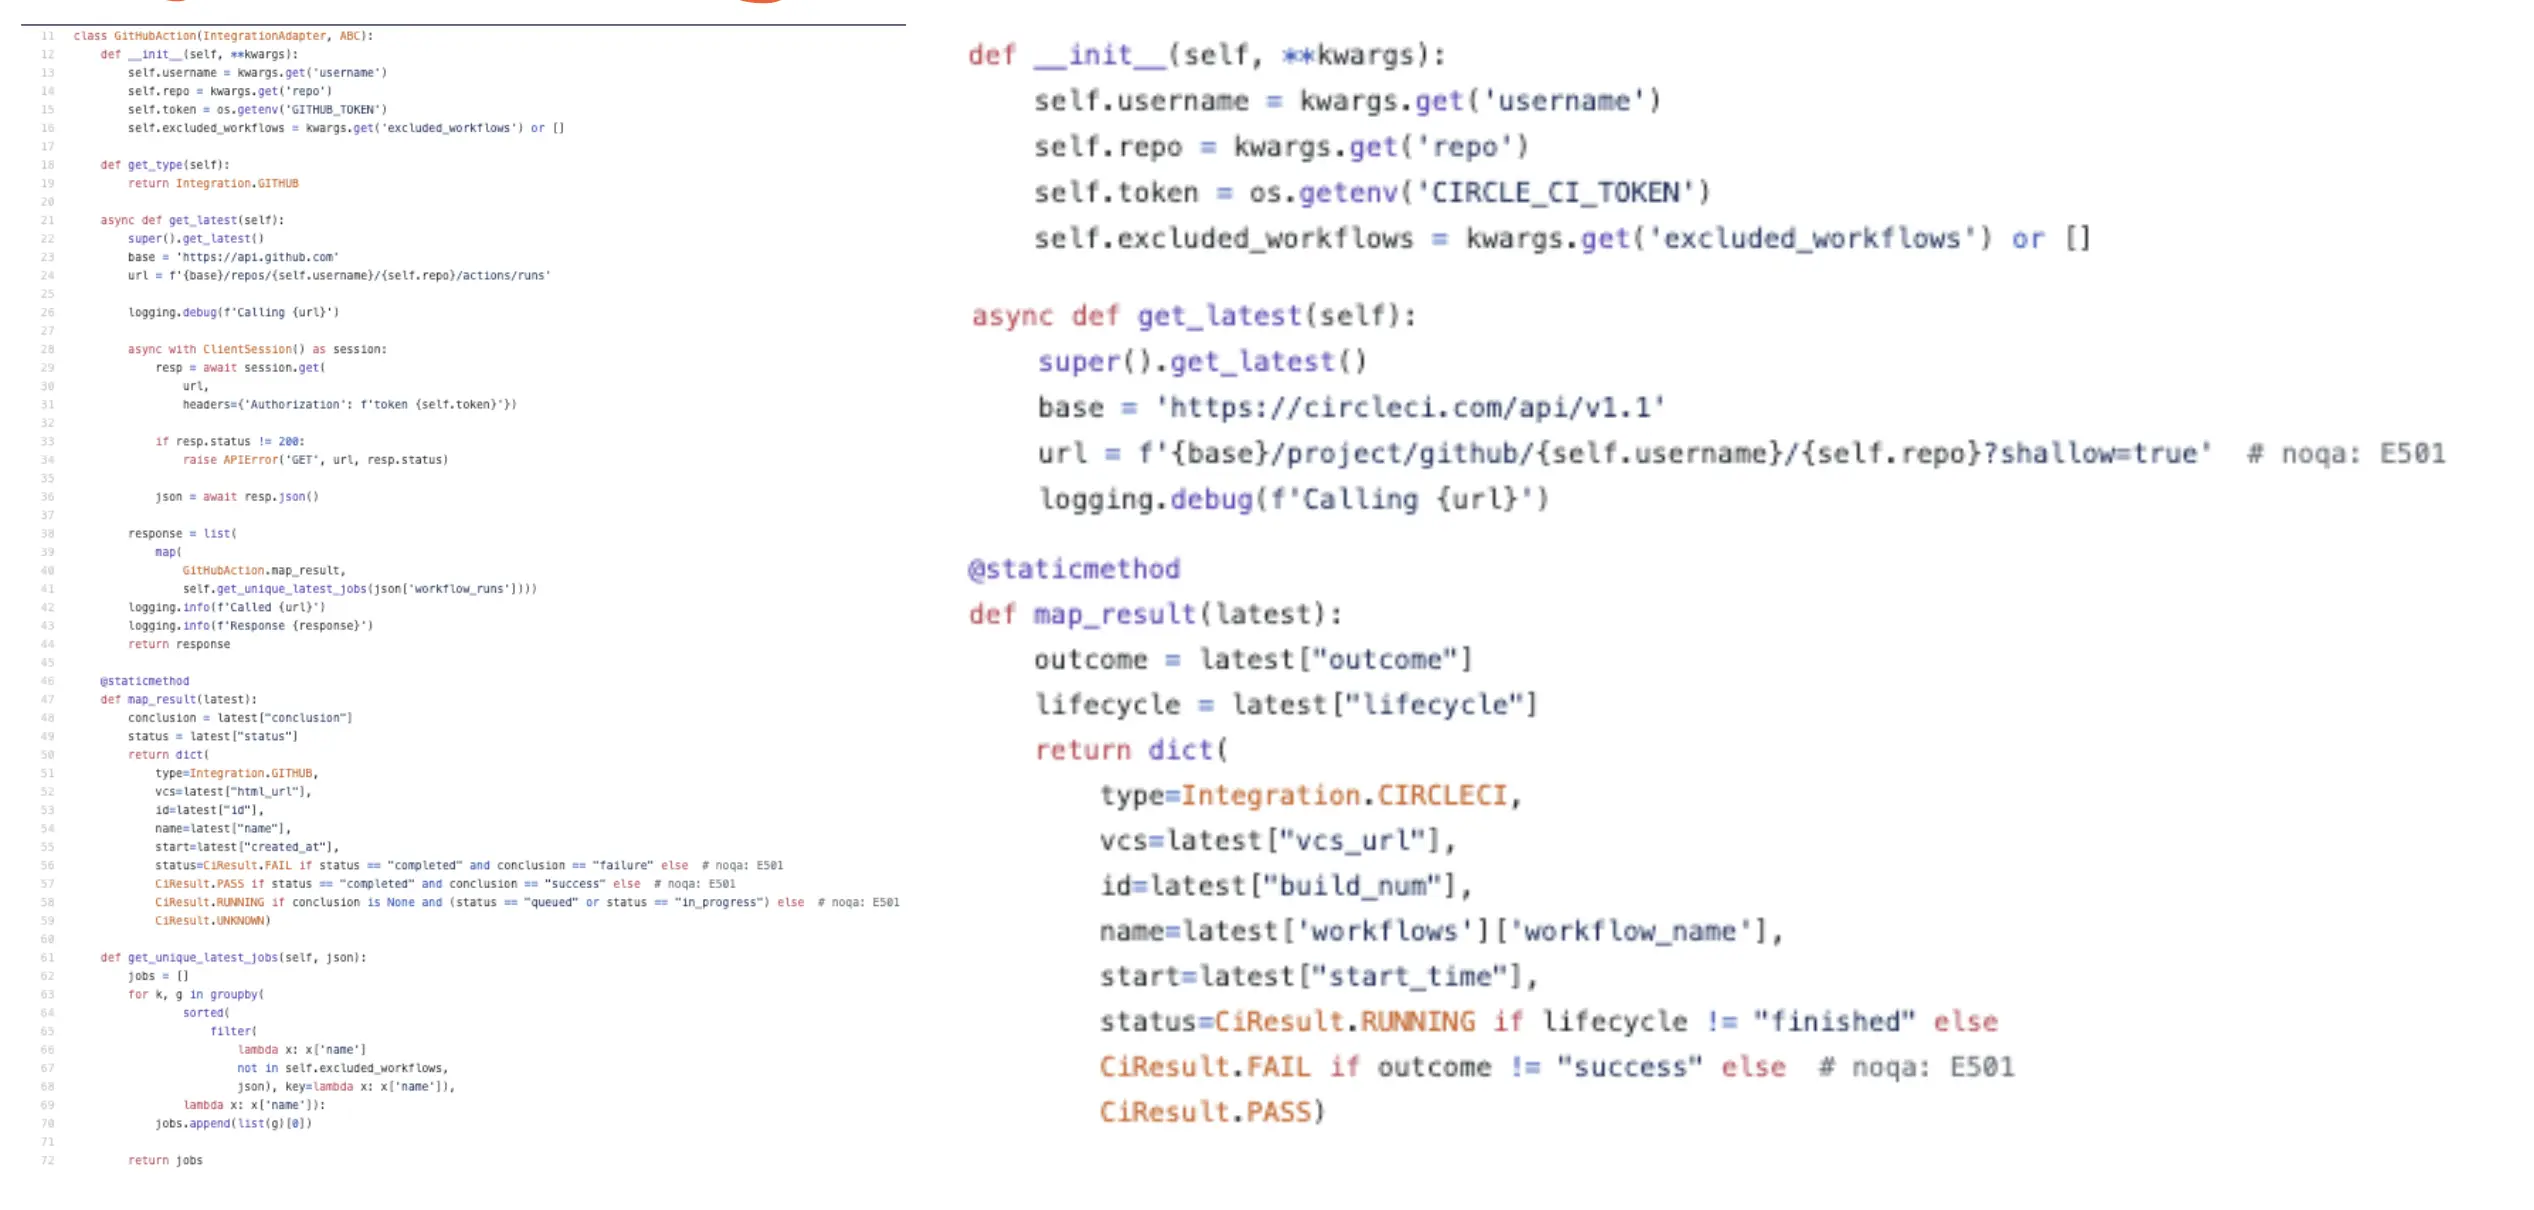 11 class GitHubAction(IntegrationAdapter, ABC):
12     def __init__(self, **kwargs):
13         self.username = kwargs.get('username')
14         self.repo = kwargs.get('repo')
15         self.token = os.getenv('GITHUB_TOKEN')
16         self.excluded_workflows = kwargs.get('excluded_workflows') or []
17
18     def get_type(self):
19         return Integration.GITHUB
20
21     async def get_latest(self):
22         super().get_latest()
23         base = 'https://api.github.com'
24         url = f'{base}/repos/{self.username}/{self.repo}/actions/runs'
25
26         logging.debug(f'Calling {url}')
27
28         async with ClientSession() as session:
29             resp = await session.get(
30                 url,
31                 headers={'Authorization': f'token {self.token}'})
32
33             if resp.status != 200:
34                 raise APIError('GET', url, resp.status)
35
36             json = await resp.json()
37
38         response = list(
39             map(
40                 GitHubAction.map_result,
41                 self.get_unique_latest_jobs(json['workflow_runs'])))
42         logging.info(f'Called {url}')
43         logging.info(f'Response {response}')
44         return response
45
46     @staticmethod
47     def map_result(latest):
48         conclusion = latest["conclusion"]
49         status = latest["status"]
50         return dict(
51             type=Integration.GITHUB,
52             vcs=latest["html_url"],
53             id=latest["id"],
54             name=latest["name"],
55             start=latest["created_at"],
56             status=CiResult.FAIL if status == "completed" and conclusion == "failure" else  # noqa: E501
57             CiResult.PASS if status == "completed" and conclusion == "success" else  # noqa: E501
58             CiResult.RUNNING if conclusion is None and (status == "queued" or status == "in_progress") else  # noqa: E501
59             CiResult.UNKNOWN)
60
61     def get_unique_latest_jobs(self, json):
62         jobs = []
63         for k, g in groupby(
64                 sorted(
65                     filter(
66                         lambda x: x['name']
67                         not in self.excluded_workflows,
68                         json), key=lambda x: x['name']),
69                 lambda x: x['name']):
70             jobs.append(list(g)[0])
71
72         return jobs
def __init__(self, **kwargs):
    self.username = kwargs.get('username')
    self.repo = kwargs.get('repo')
    self.token = os.getenv('CIRCLE_CI_TOKEN')
    self.excluded_workflows = kwargs.get('excluded_workflows') or []
async def get_latest(self):
    super().get_latest()
    base = 'https://circleci.com/api/v1.1'
    url = f'{base}/project/github/{self.username}/{self.repo}?shallow=true'  # noqa: E501
    logging.debug(f'Calling {url}')
@staticmethod
def map_result(latest):
    outcome = latest["outcome"]
    lifecycle = latest["lifecycle"]
    return dict(
        type=Integration.CIRCLECI,
        vcs=latest["vcs_url"],
        id=latest["build_num"],
        name=latest['workflows']['workflow_name'],
        start=latest["start_time"],
        status=CiResult.RUNNING if lifecycle != "finished" else
        CiResult.FAIL if outcome != "success" else  # noqa: E501
        CiResult.PASS)